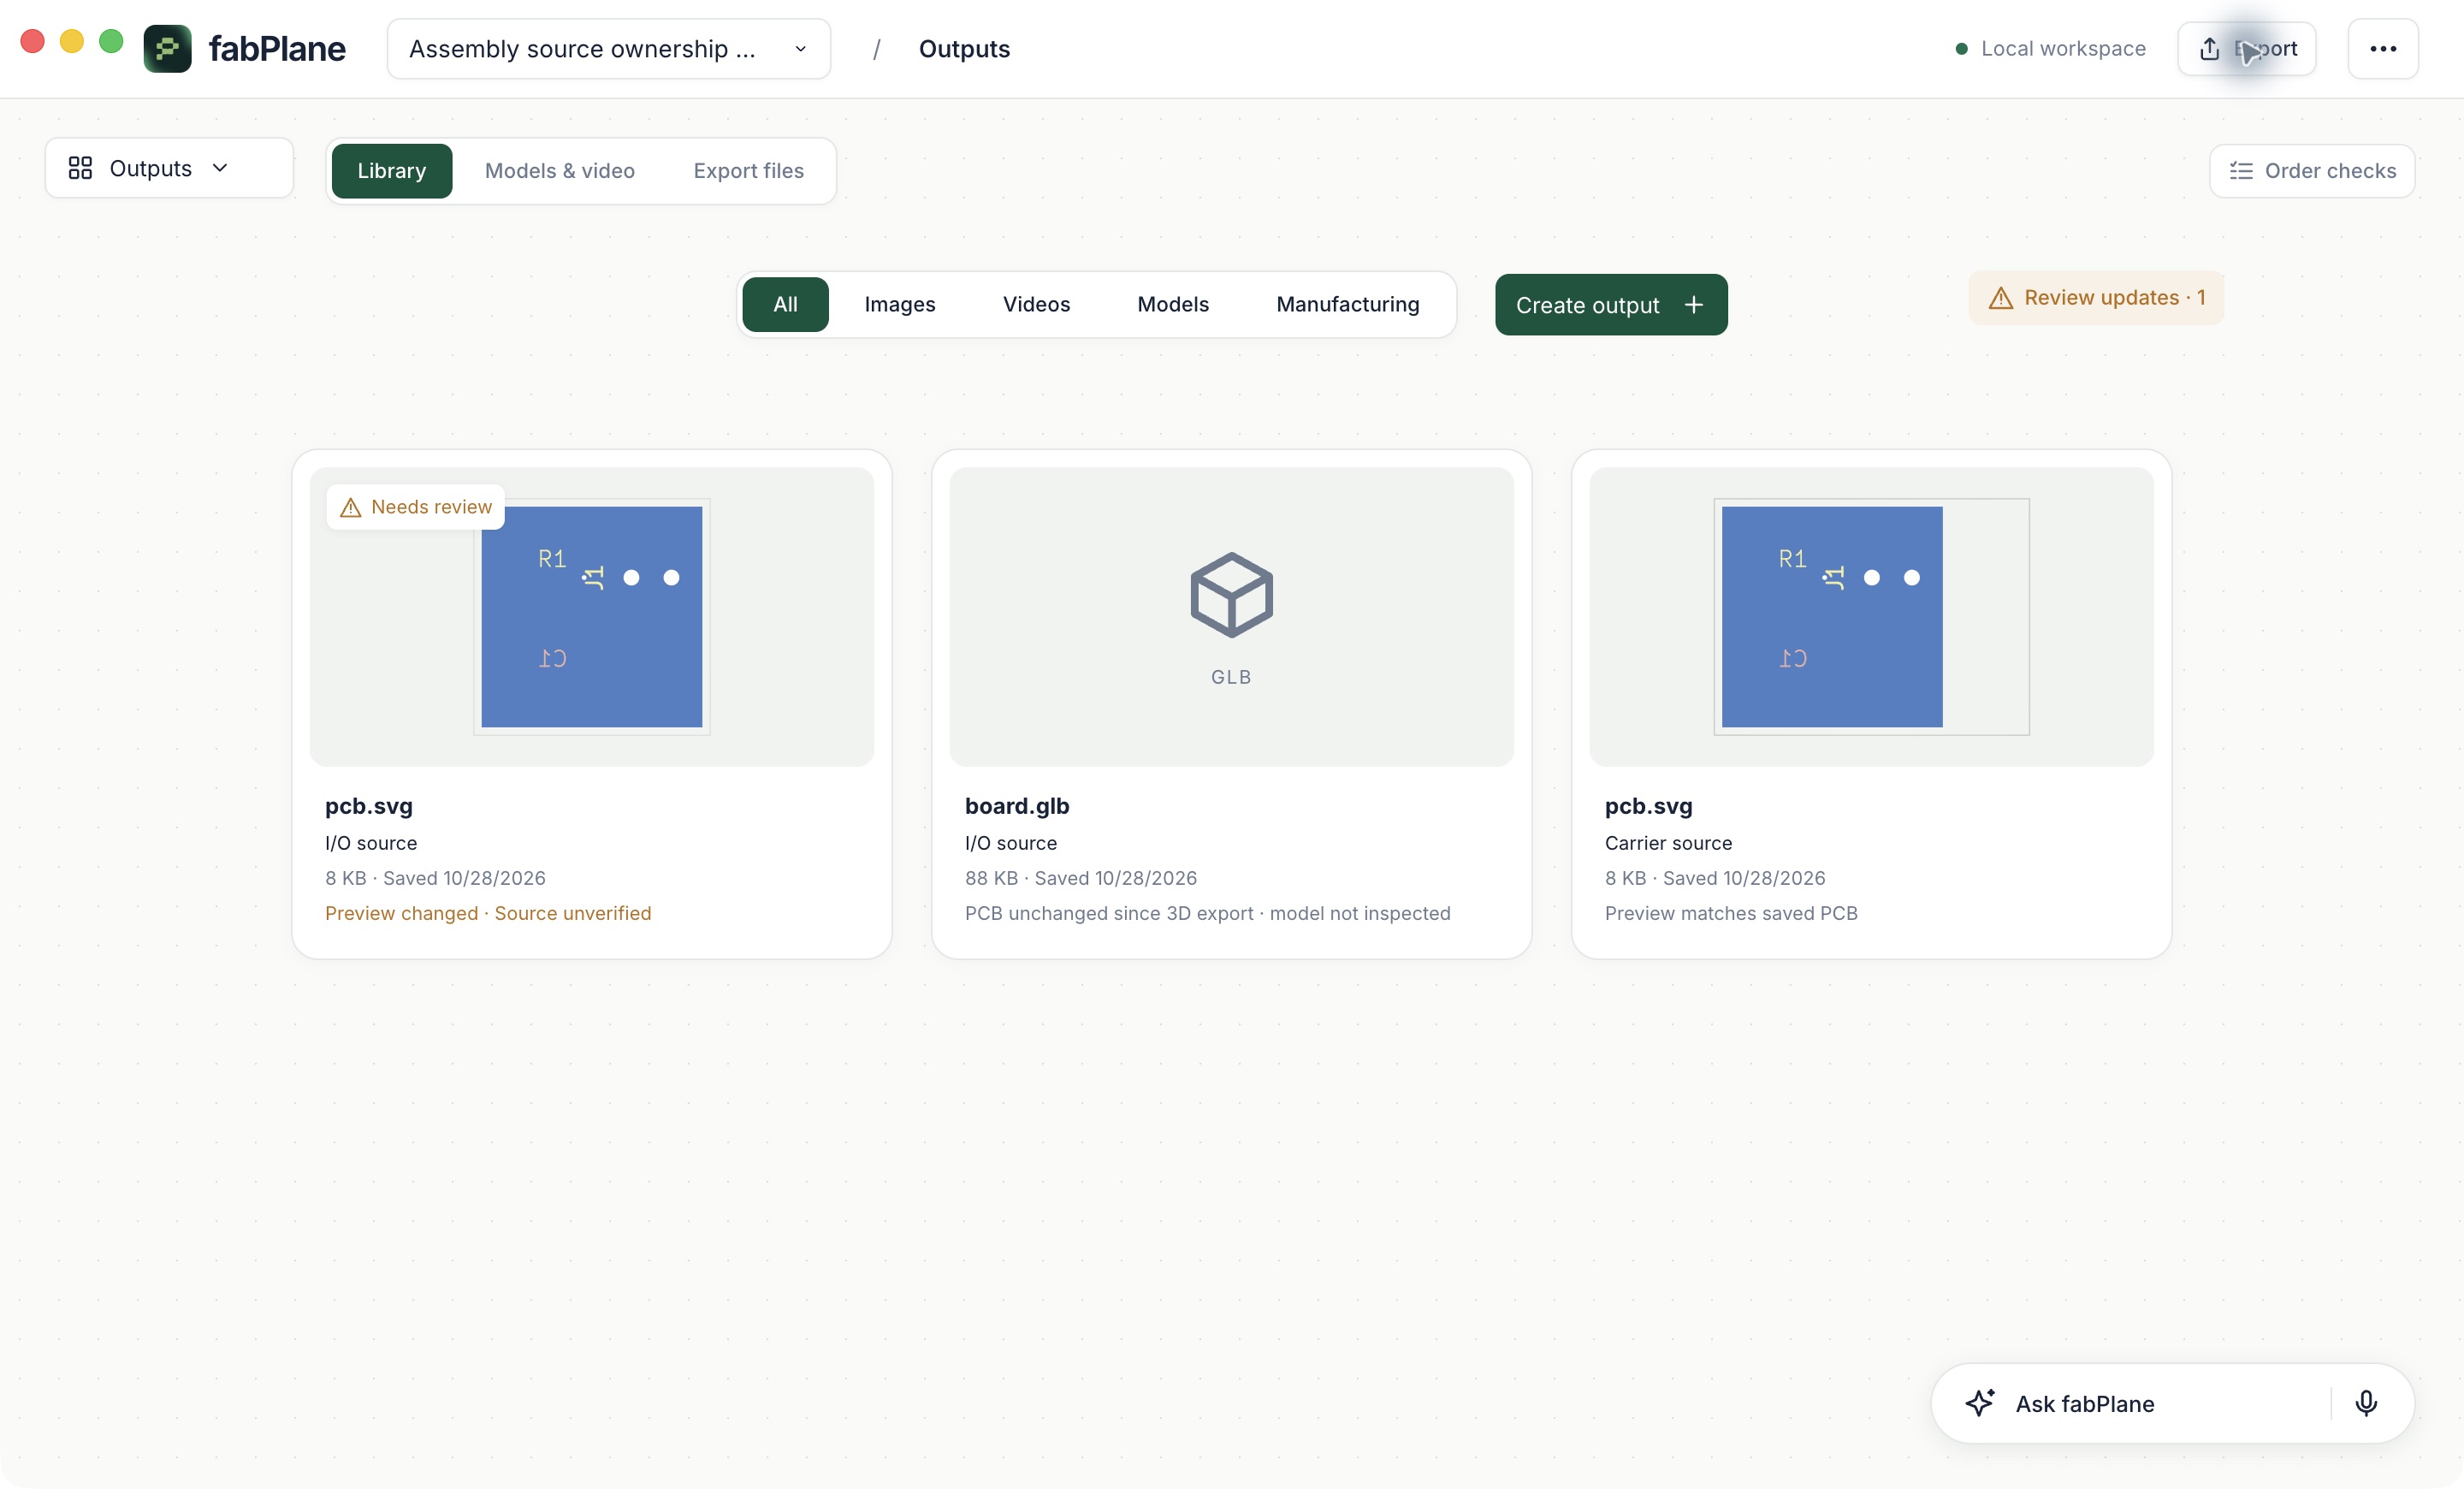 fabPlane
Assembly source ownership ...
/
Outputs
Local workspace
Export
Outputs
Library
Models & video
Export files
Order checks
All
Images
Videos
Models
Manufacturing
Create output +
Review updates · 1
Needs review
R1
J1
C1
GLB
R1
J1
C1
pcb.svg
I/O source
8 KB · Saved 10/28/2026
Preview changed · Source unverified
board.glb
I/O source
88 KB · Saved 10/28/2026
PCB unchanged since 3D export · model not inspected
pcb.svg
Carrier source
8 KB · Saved 10/28/2026
Preview matches saved PCB
Ask fabPlane